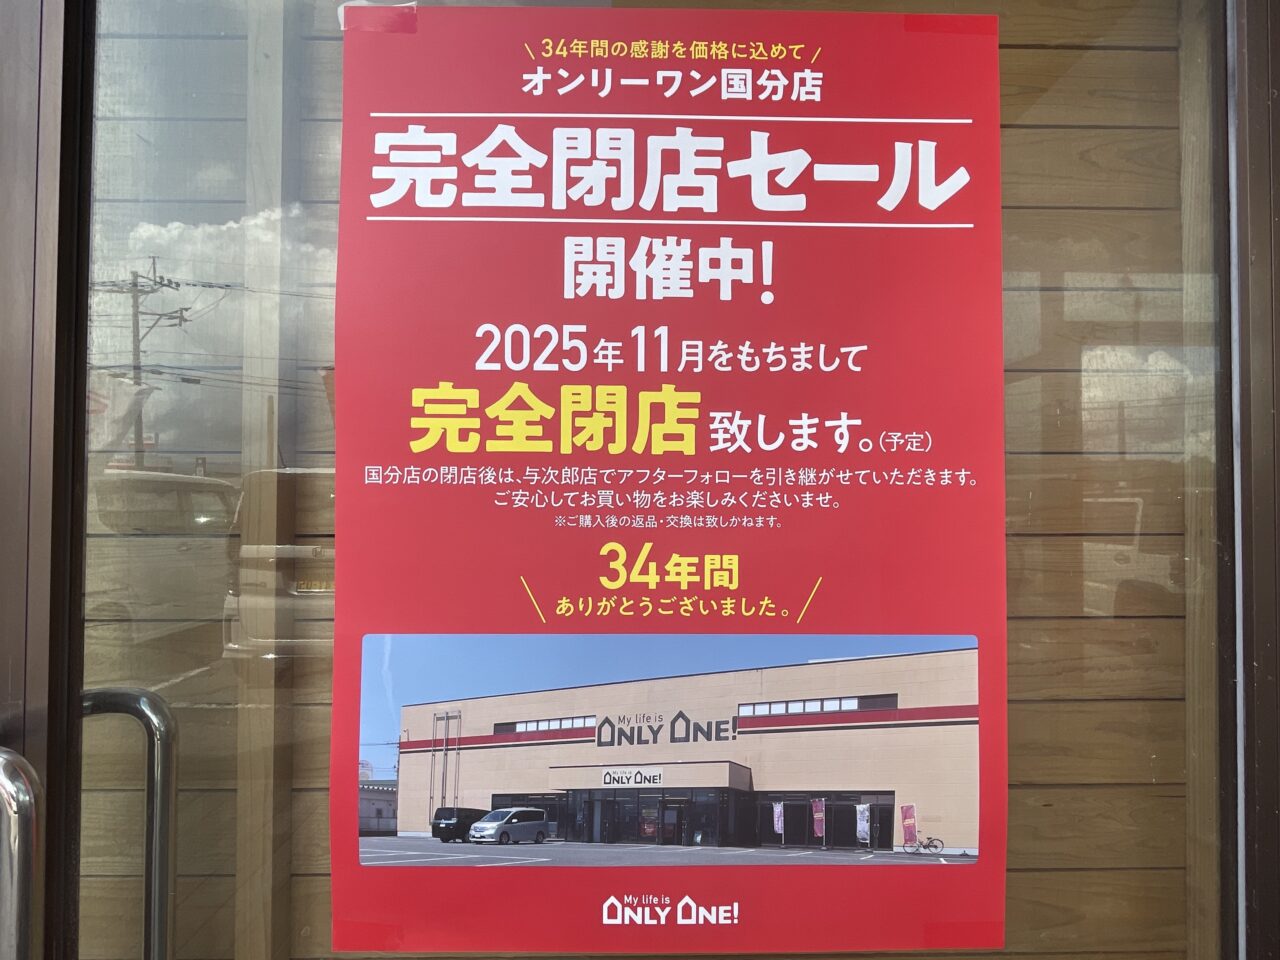 34年間の感謝を価格に込めて
オンリーワン国分店
完全閉店セール
開催中!
2025年11月をもちまして
完全閉店致します。(予定)
国分店の閉店後は、与次郎店でアフターフォローを引き継がせていただきます。
ご安心してお買い物をお楽しみくださいませ。
※ご購入後の返品・交換は致しかねます。
34年間
ありがとうございました。
My life is
ONLY ONE!
My life is
ONLY ONE!
My life is
ONLY ONE!